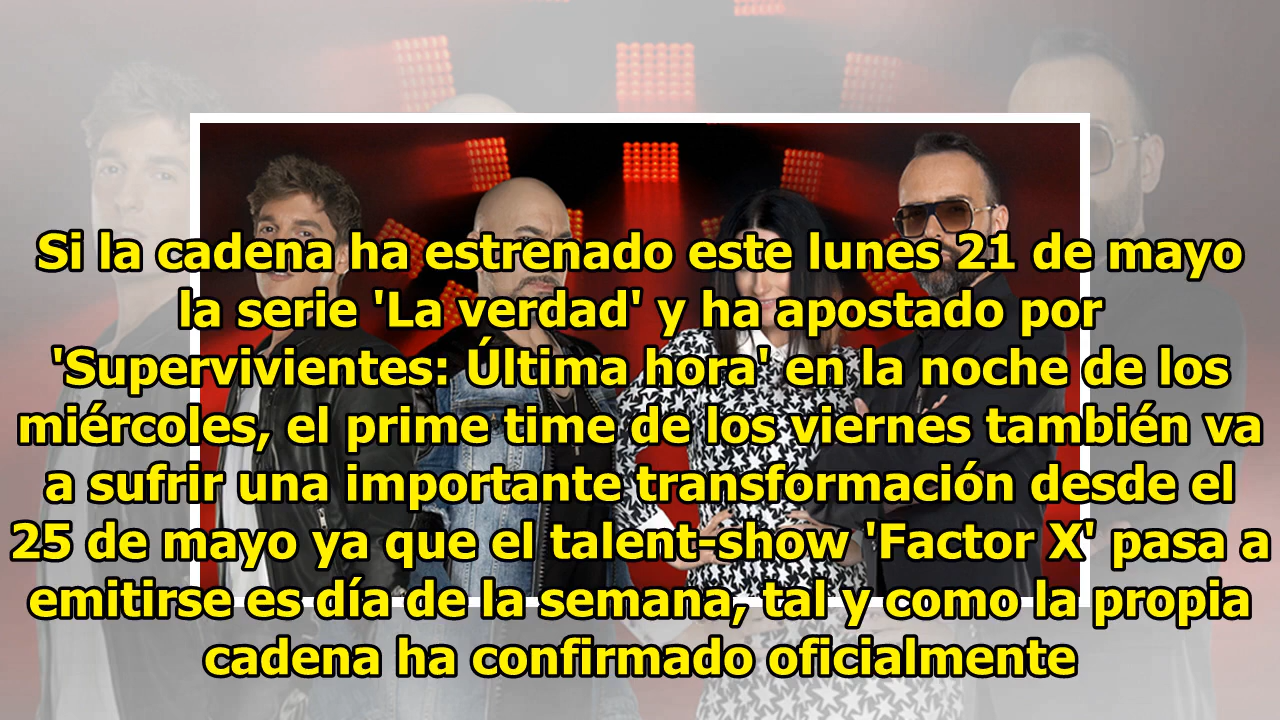 Si la cadena ha estrenado este lunes 21 de mayo
la serie 'La verdad' y ha apostado por
'Supervivientes: Última hora' en la noche de los
miércoles, el prime time de los viernes también va
a sufrir una importante transformación desde el
25 de mayo ya que el talent-show 'Factor X' pasa a
emitirse es día de la semana, tal y como la propia
cadena ha confirmado oficialmente